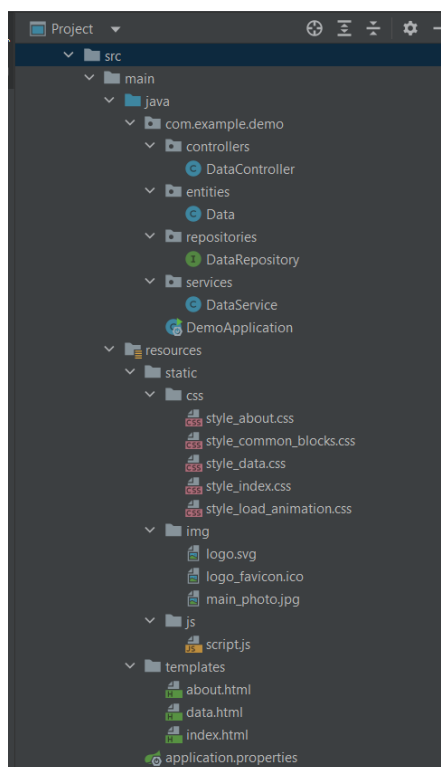 Project
src
main
java
com.example.demo
controllers
DataController
entities
Data
repositories
DataRepository
services
DataService
DemoApplication
resources
static
css
style_about.css
style_common_blocks.css
style_data.css
style_index.css
style_load_animation.css
img
logo.svg
logo_favicon.ico
main_photo.jpg
js
script.js
templates
about.html
data.html
index.html
application.properties